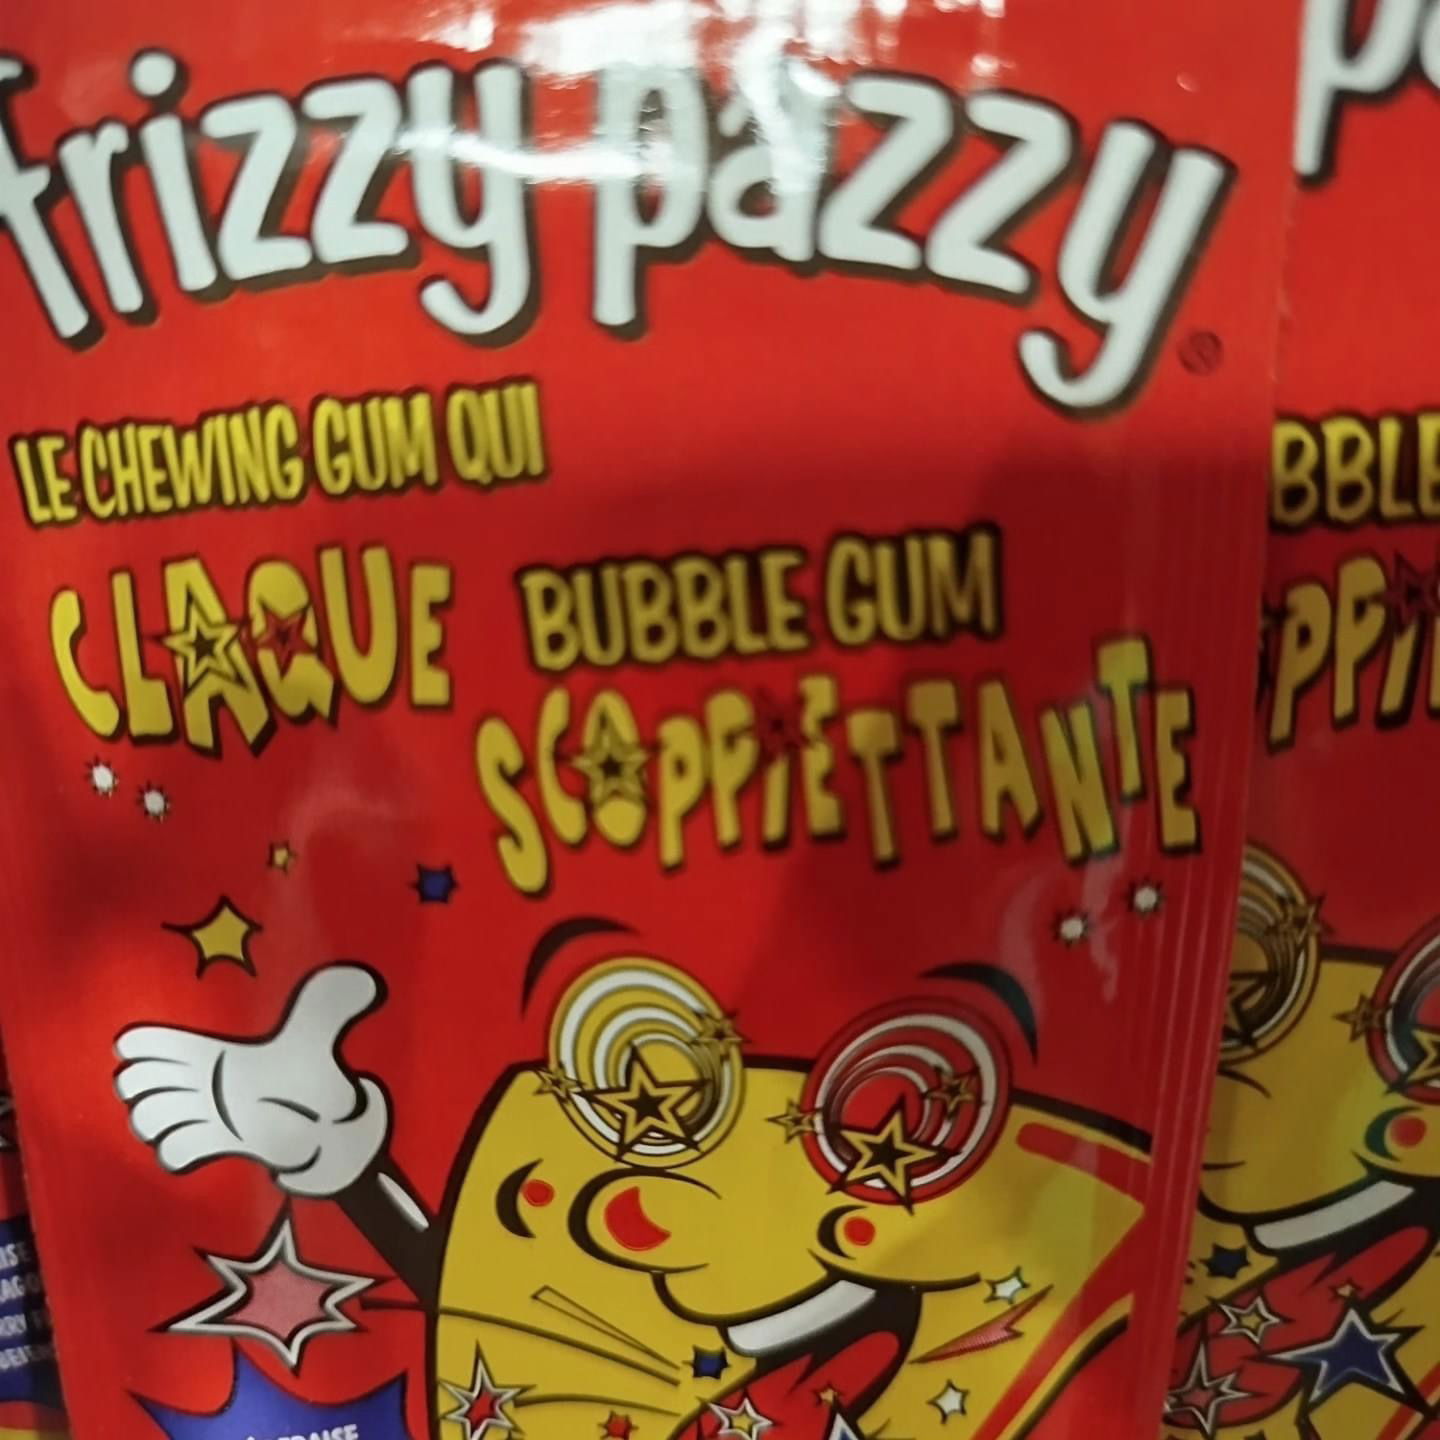 frizzy pazzy®
LE CHEWING GUM QUI
CLAQUE
BUBBLE GUM
SCOPPIETTANTE